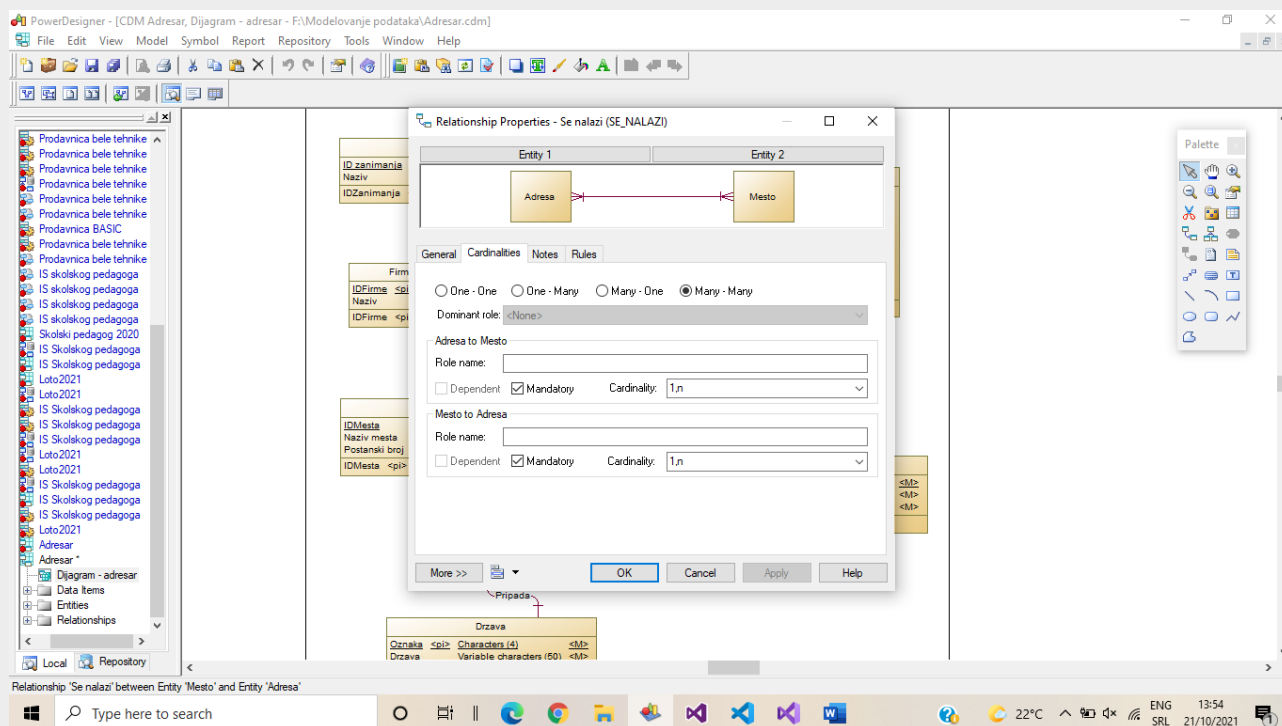 PowerDesigner - [CDM Adresar, Dijagram - adresar - F:\Modelovanje podataka\Adresar.cdm]
File Edit View Model Symbol Report Repository Tools Window Help
Prodavnica bele tehnike
Prodavnica bele tehnike
Prodavnica bele tehnike
Prodavnica bele tehnike
Prodavnica bele tehnike
Prodavnica bele tehnike
Prodavnica BASIC
Prodavnica bele tehnike
Prodavnica bele tehnike
IS skolskog pedagoga
IS skolskog pedagoga
IS skolskog pedagoga
IS skolskog pedagoga
Skolski pedagog 2020
IS Skolskog pedagoga
IS Skolskog pedagoga
Loto2021
Loto2021
IS Skolskog pedagoga
IS Skolskog pedagoga
IS Skolskog pedagoga
Loto2021
Loto2021
IS Skolskog pedagoga
IS Skolskog pedagoga
IS Skolskog pedagoga
Loto2021
Adresar
Adresar *
Dijagram - adresar
Data Items
Entities
Relationships
Local Repository
ID zanimanja
Naziv
IDZanimanja
Firm
IDFirme <pi
Naziv
IDFirme <pi
IDMesta
Naziv mesta
Postanski broj
IDMesta <pi>
Relationship Properties - Se nalazi (SE_NALAZI)
Entity 1 Entity 2
Adresa Mesto
General Cardinalities Notes Rules
One - One One - Many Many - One Many - Many
Dominant role: <None>
Adresa to Mesto
Role name:
Dependent Mandatory Cardinality: 1,n
Mesto to Adresa
Role name:
Dependent Mandatory Cardinality: 1,n
More >> OK Cancel Apply Help
<M>
<M>
<M>
Pripada
Drzava
Oznaka <pi> Characters (4) <M>
Drzava Variable characters (50) <M>
Palette
Relationship 'Se nalazi' between Entity 'Mesto' and Entity 'Adresa'
Type here to search
22°C
ENG
SRL
13:54
21/10/2021